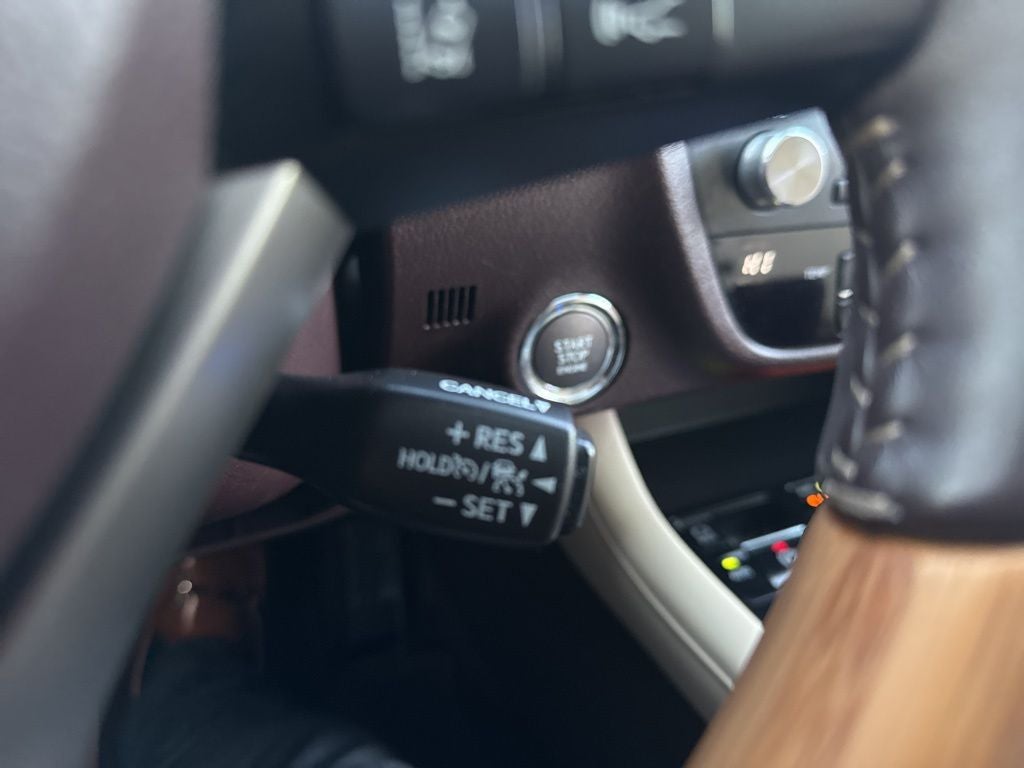 START
STOP
ENGINE
CANCEL
+ RES
HOLD /
− SET